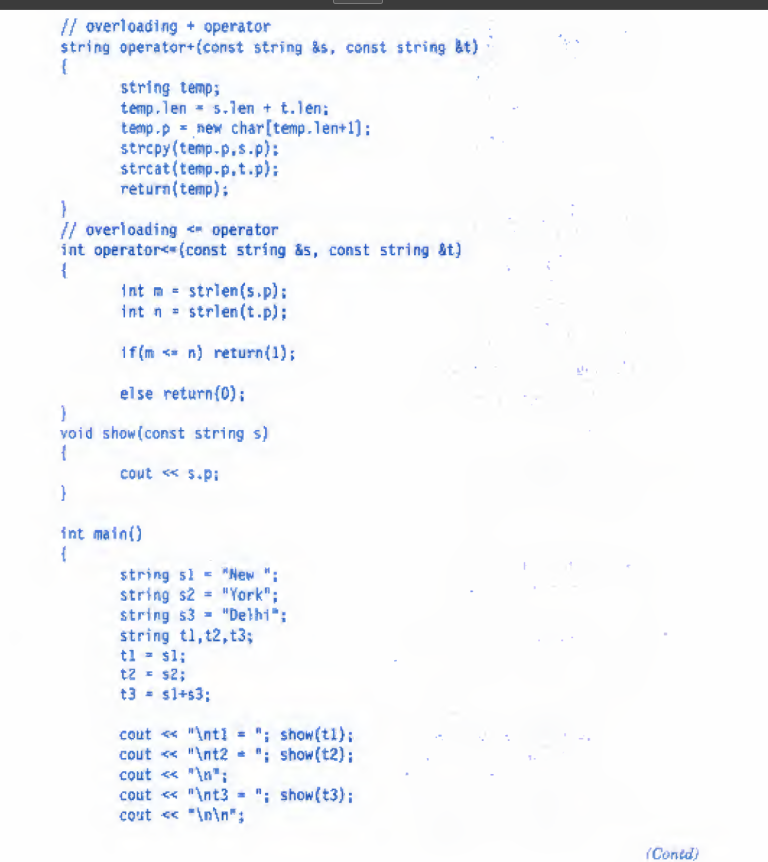 // overloading + operator
string operator+(const string &s, const string &t)
{
string temp;
temp.len = s.len + t.len;
temp.p = new char[temp.len+1];
strcpy(temp.p,s.p);
strcat(temp.p,t.p);
return(temp);
}
// overloading <= operator
int operator<=(const string &s, const string &t)
{
int m = strlen(s.p);
int n = strlen(t.p);
if(m <= n) return(1);
else return(0);
}
void show(const string s)
{
cout << s.p;
}
int main()
{
string s1 = "New ";
string s2 = "York";
string s3 = "Delhi";
string t1,t2,t3;
t1 = s1;
t2 = s2;
t3 = s1+s3;
cout << "\nt1 = "; show(t1);
cout << "\nt2 = "; show(t2);
cout << "\n";
cout << "\nt3 = "; show(t3);
cout << "\n\n";
(Contd)